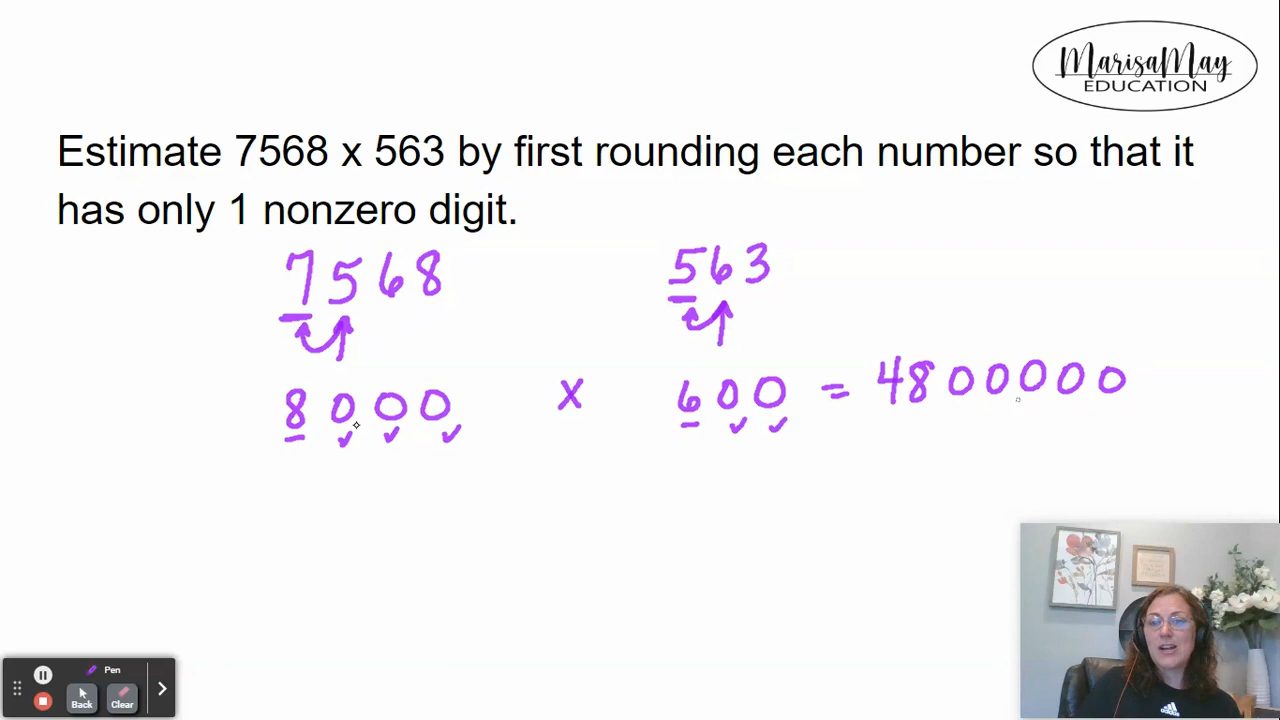 MarisaMay
EDUCATION
Estimate 7568 x 563 by first rounding each number so that it
has only 1 nonzero digit.
7568 563
8000 x 600 = 4800000
Pen
Back Clear